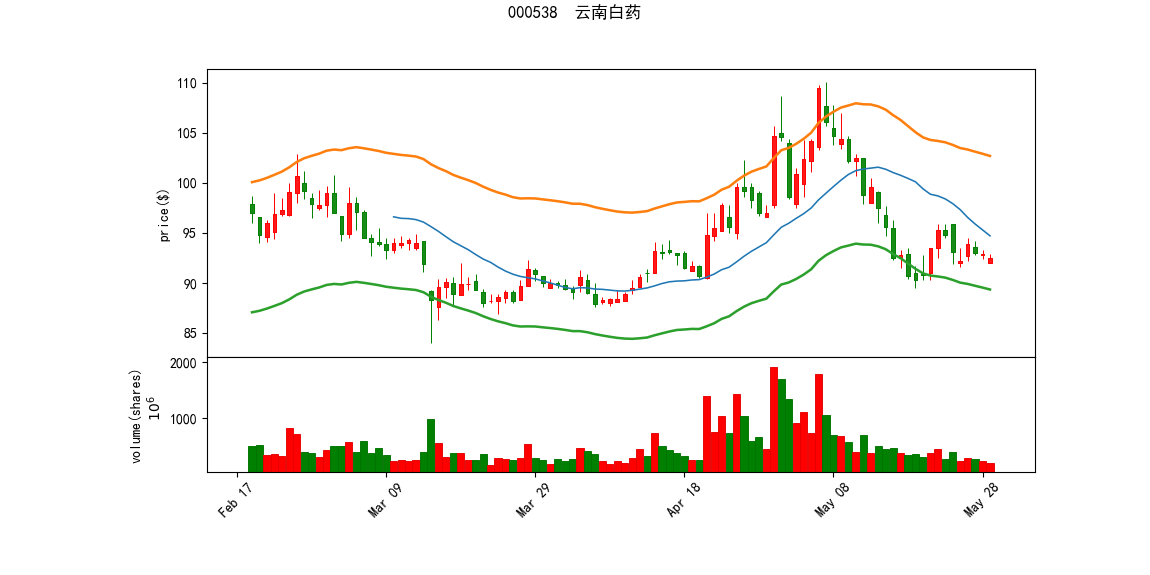 000538 云南白药
price($)
110
105
100
95
90
85
volume(shares)
10^6
2000
1000
Feb 17
Mar 09
Mar 29
Apr 18
May 08
May 28